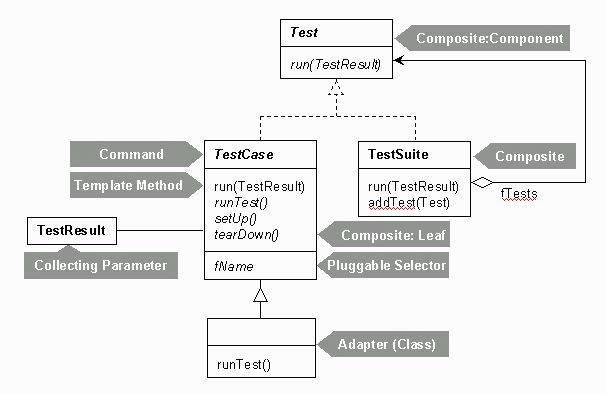 Test
Composite:Component
run(TestResult)
Command
TestCase
TestSuite
Composite
Template Method
run(TestResult)
runTest()
setUp()
tearDown()
run(TestResult)
addTest(Test)
fTests
TestResult
Composite: Leaf
Collecting Parameter
fName
Pluggable Selector
Adapter (Class)
runTest()